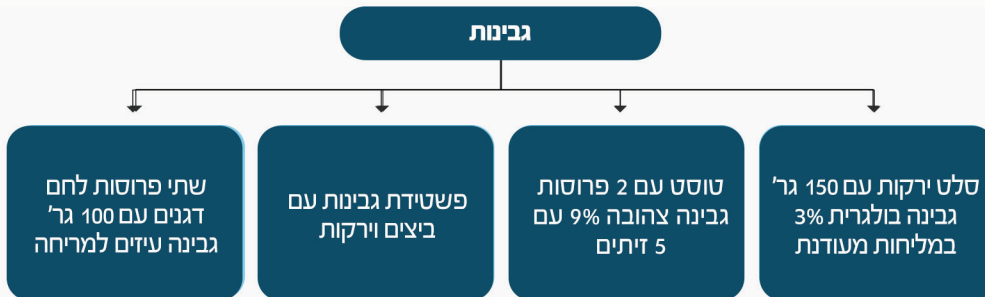 גבינות
סלט ירקות עם 150 גר'
גבינה בולגרית 3%
במליחות מעודנת
טוסט עם 2 פרוסות
גבינה צהובה 9% עם
5 זיתים
פשטידת גבינות עם
ביצים וירקות
שתי פרוסות לחם
דגנים עם 100 גר'
גבינה עיזים למריחה